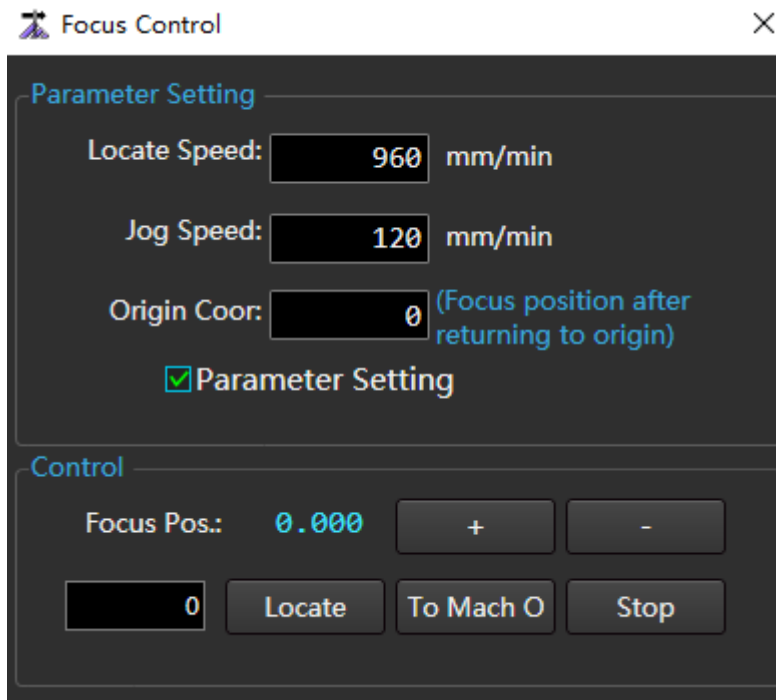 Focus Control
Parameter Setting
Locate Speed: 960 mm/min
Jog Speed: 120 mm/min
Origin Coor: 0 (Focus position after
returning to origin)
Parameter Setting
Control
Focus Pos.: 0.000 + -
0 Locate To Mach O Stop